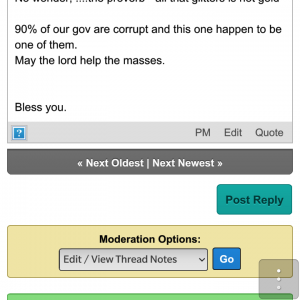 No wonder, ....the proverb - all that glitters is not gold
90% of our gov are corrupt and this one happen to be
one of them.
May the lord help the masses.
Bless you.
PM Edit Quote
« Next Oldest | Next Newest »
Post Reply
Moderation Options:
Edit / View Thread Notes Go